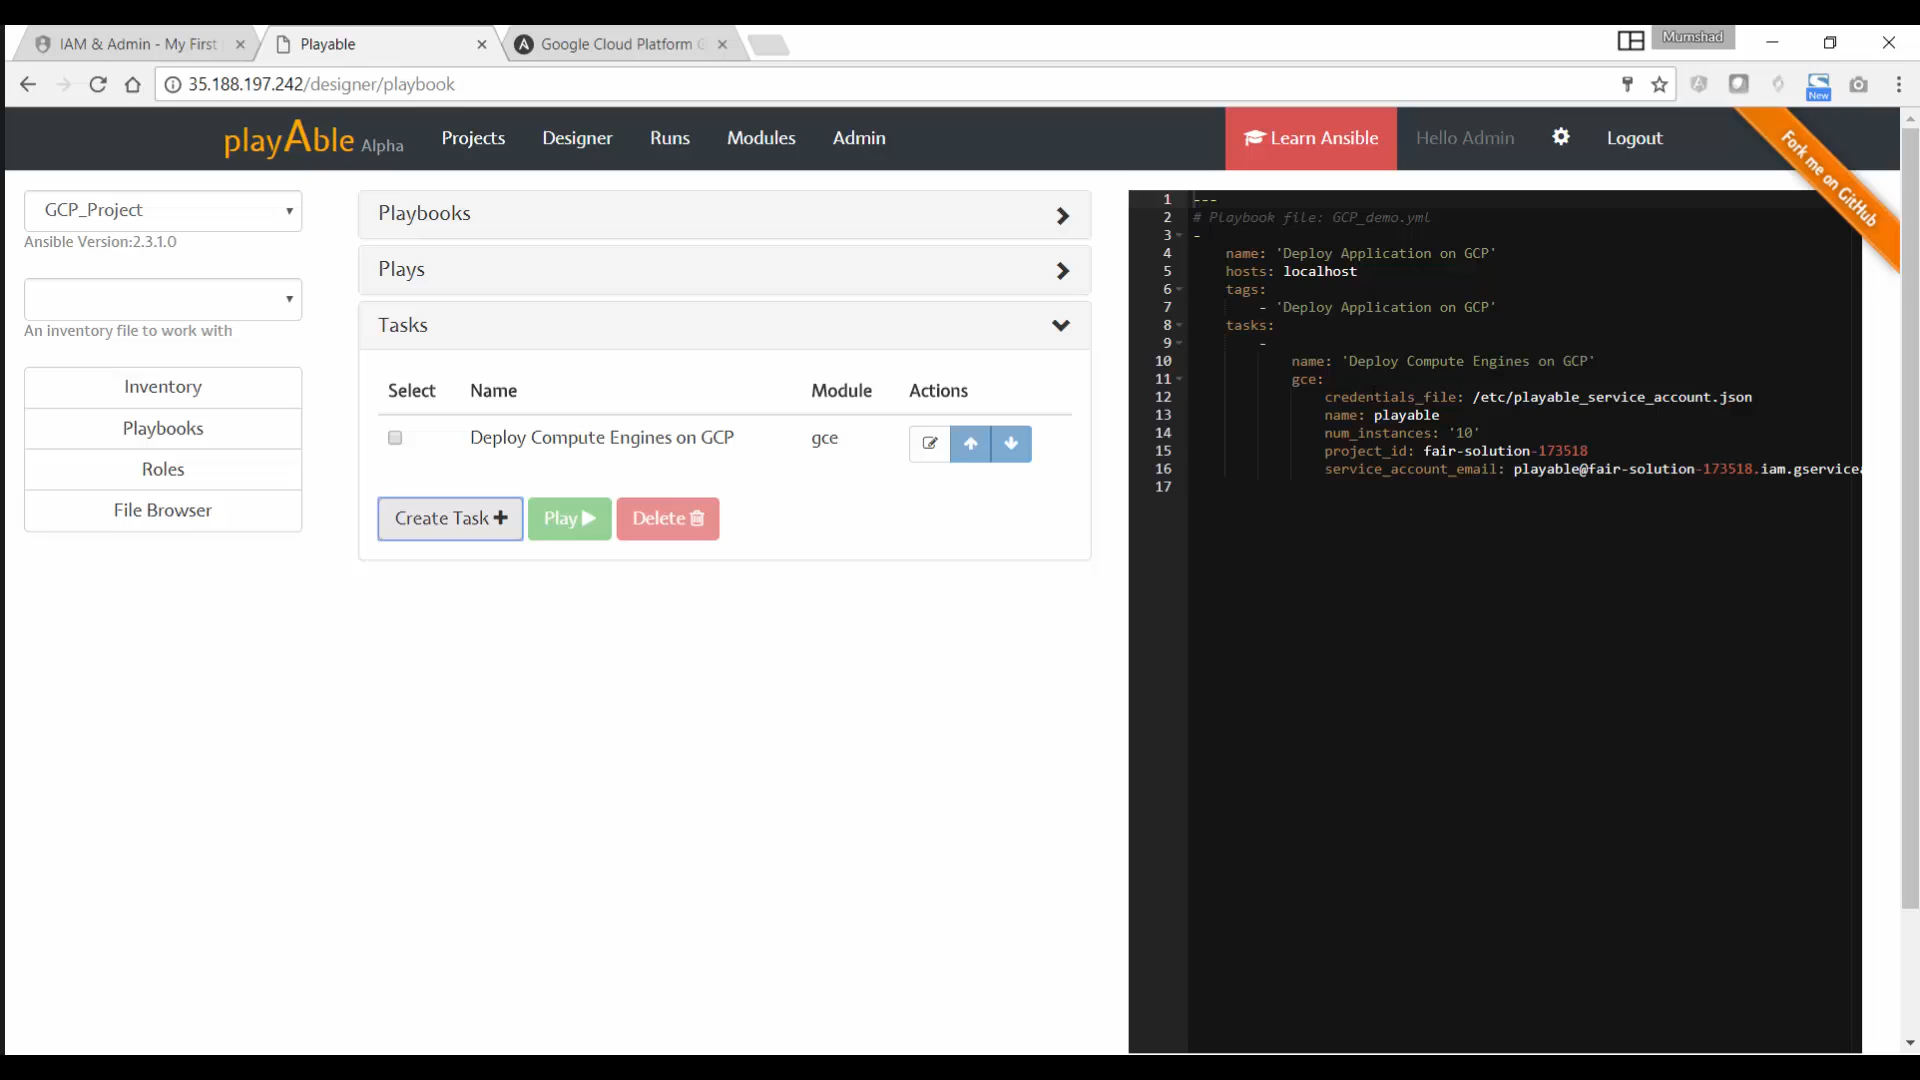 IAM & Admin - My First
Playable
Google Cloud Platform
Mumshad
35.188.197.242/designer/playbook
New
playAble Alpha
Projects
Designer
Runs
Modules
Admin
Learn Ansible
Hello Admin
Logout
Fork me on GitHub
GCP_Project
Ansible Version:2.3.1.0
An inventory file to work with
Inventory
Playbooks
Roles
File Browser
Playbooks
Plays
Tasks
Select Name Module Actions
Deploy Compute Engines on GCP gce
Create Task
Play
Delete
1 ---
2 # Playbook file: GCP_demo.yml
3 -
4 name: 'Deploy Application on GCP'
5 hosts: localhost
6 tags:
7 - 'Deploy Application on GCP'
8 tasks:
9 -
10 name: 'Deploy Compute Engines on GCP'
11 gce:
12 credentials_file: /etc/playable_service_account.json
13 name: playable
14 num_instances: '10'
15 project_id: fair-solution-173518
16 service_account_email: playable@fair-solution-173518.iam.gservicea
17